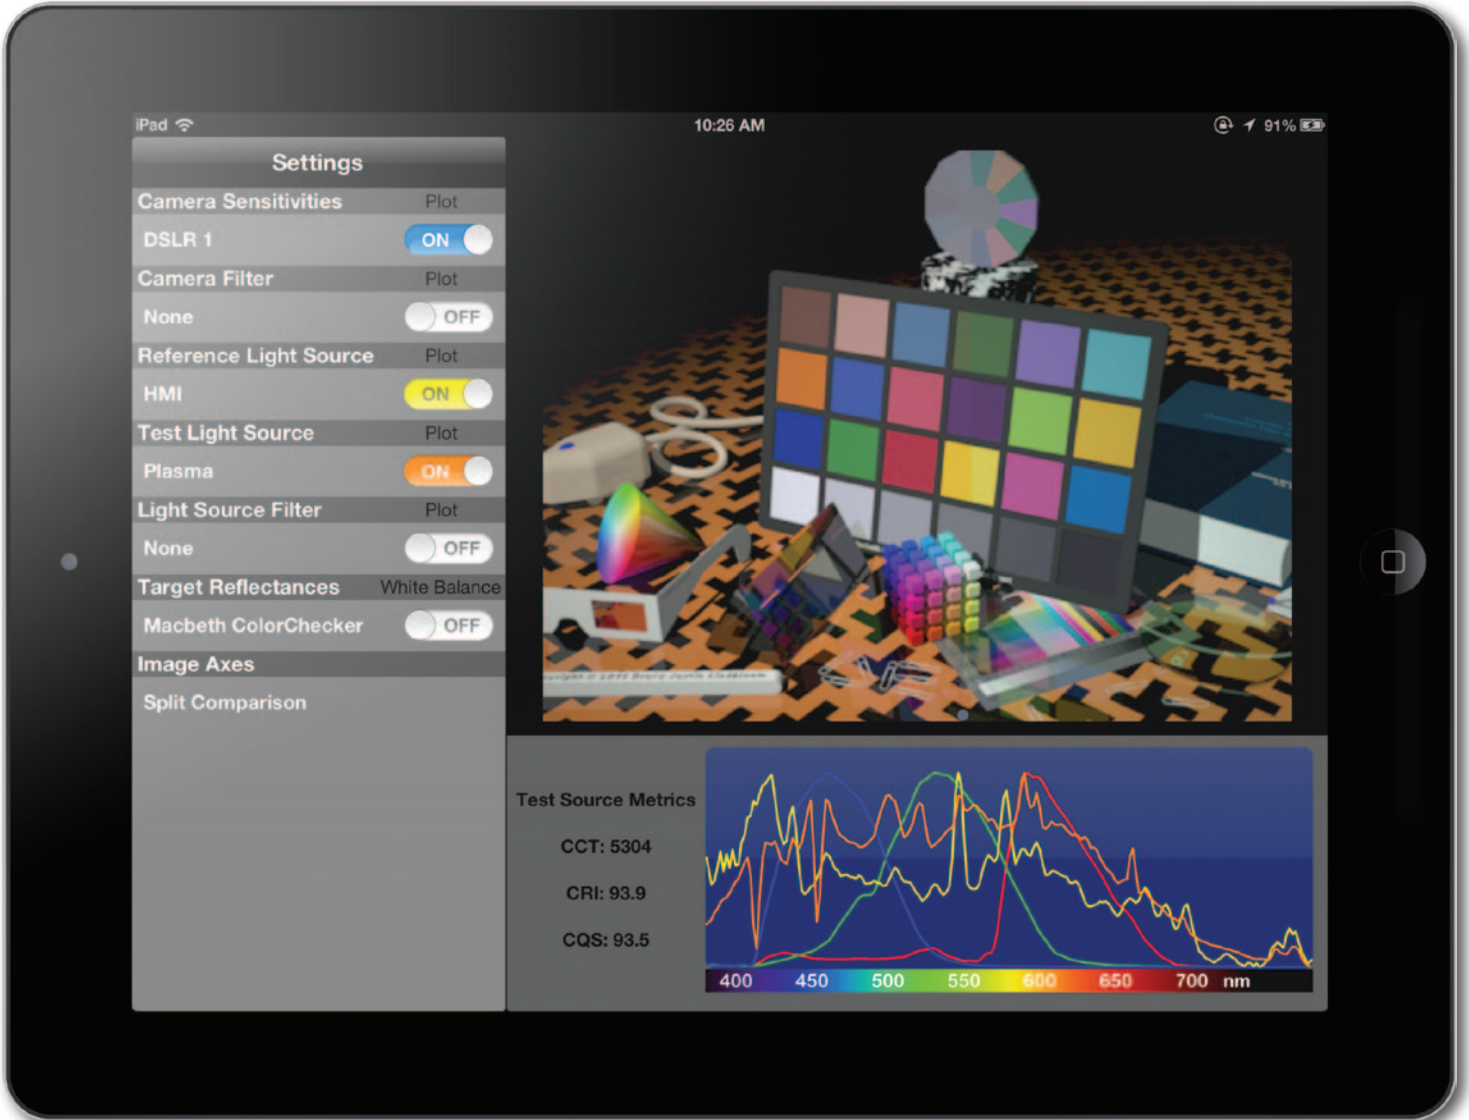 iPad
10:26 AM
91%
Settings
Camera Sensitivities Plot
DSLR 1 ON
Camera Filter Plot
None OFF
Reference Light Source Plot
HMI ON
Test Light Source Plot
Plasma ON
Light Source Filter Plot
None OFF
Target Reflectances White Balance
Macbeth ColorChecker OFF
Image Axes
Split Comparison
Test Source Metrics
CCT: 5304
CRI: 93.9
CQS: 93.5
400 450 500 550 600 650 700 nm